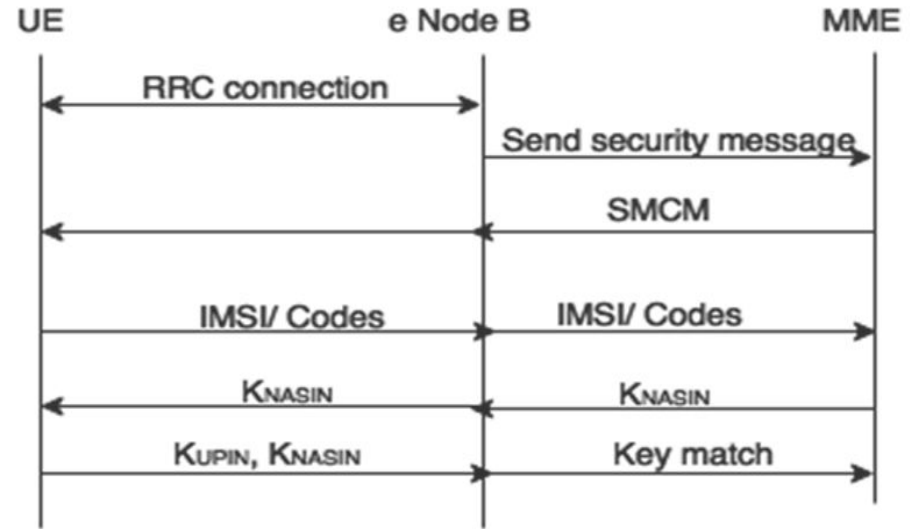 UE e Node B MME
RRC connection
Send security message
SMCM
IMSI/ Codes IMSI/ Codes
KNASIN KNASIN
KUPIN, KNASIN Key match